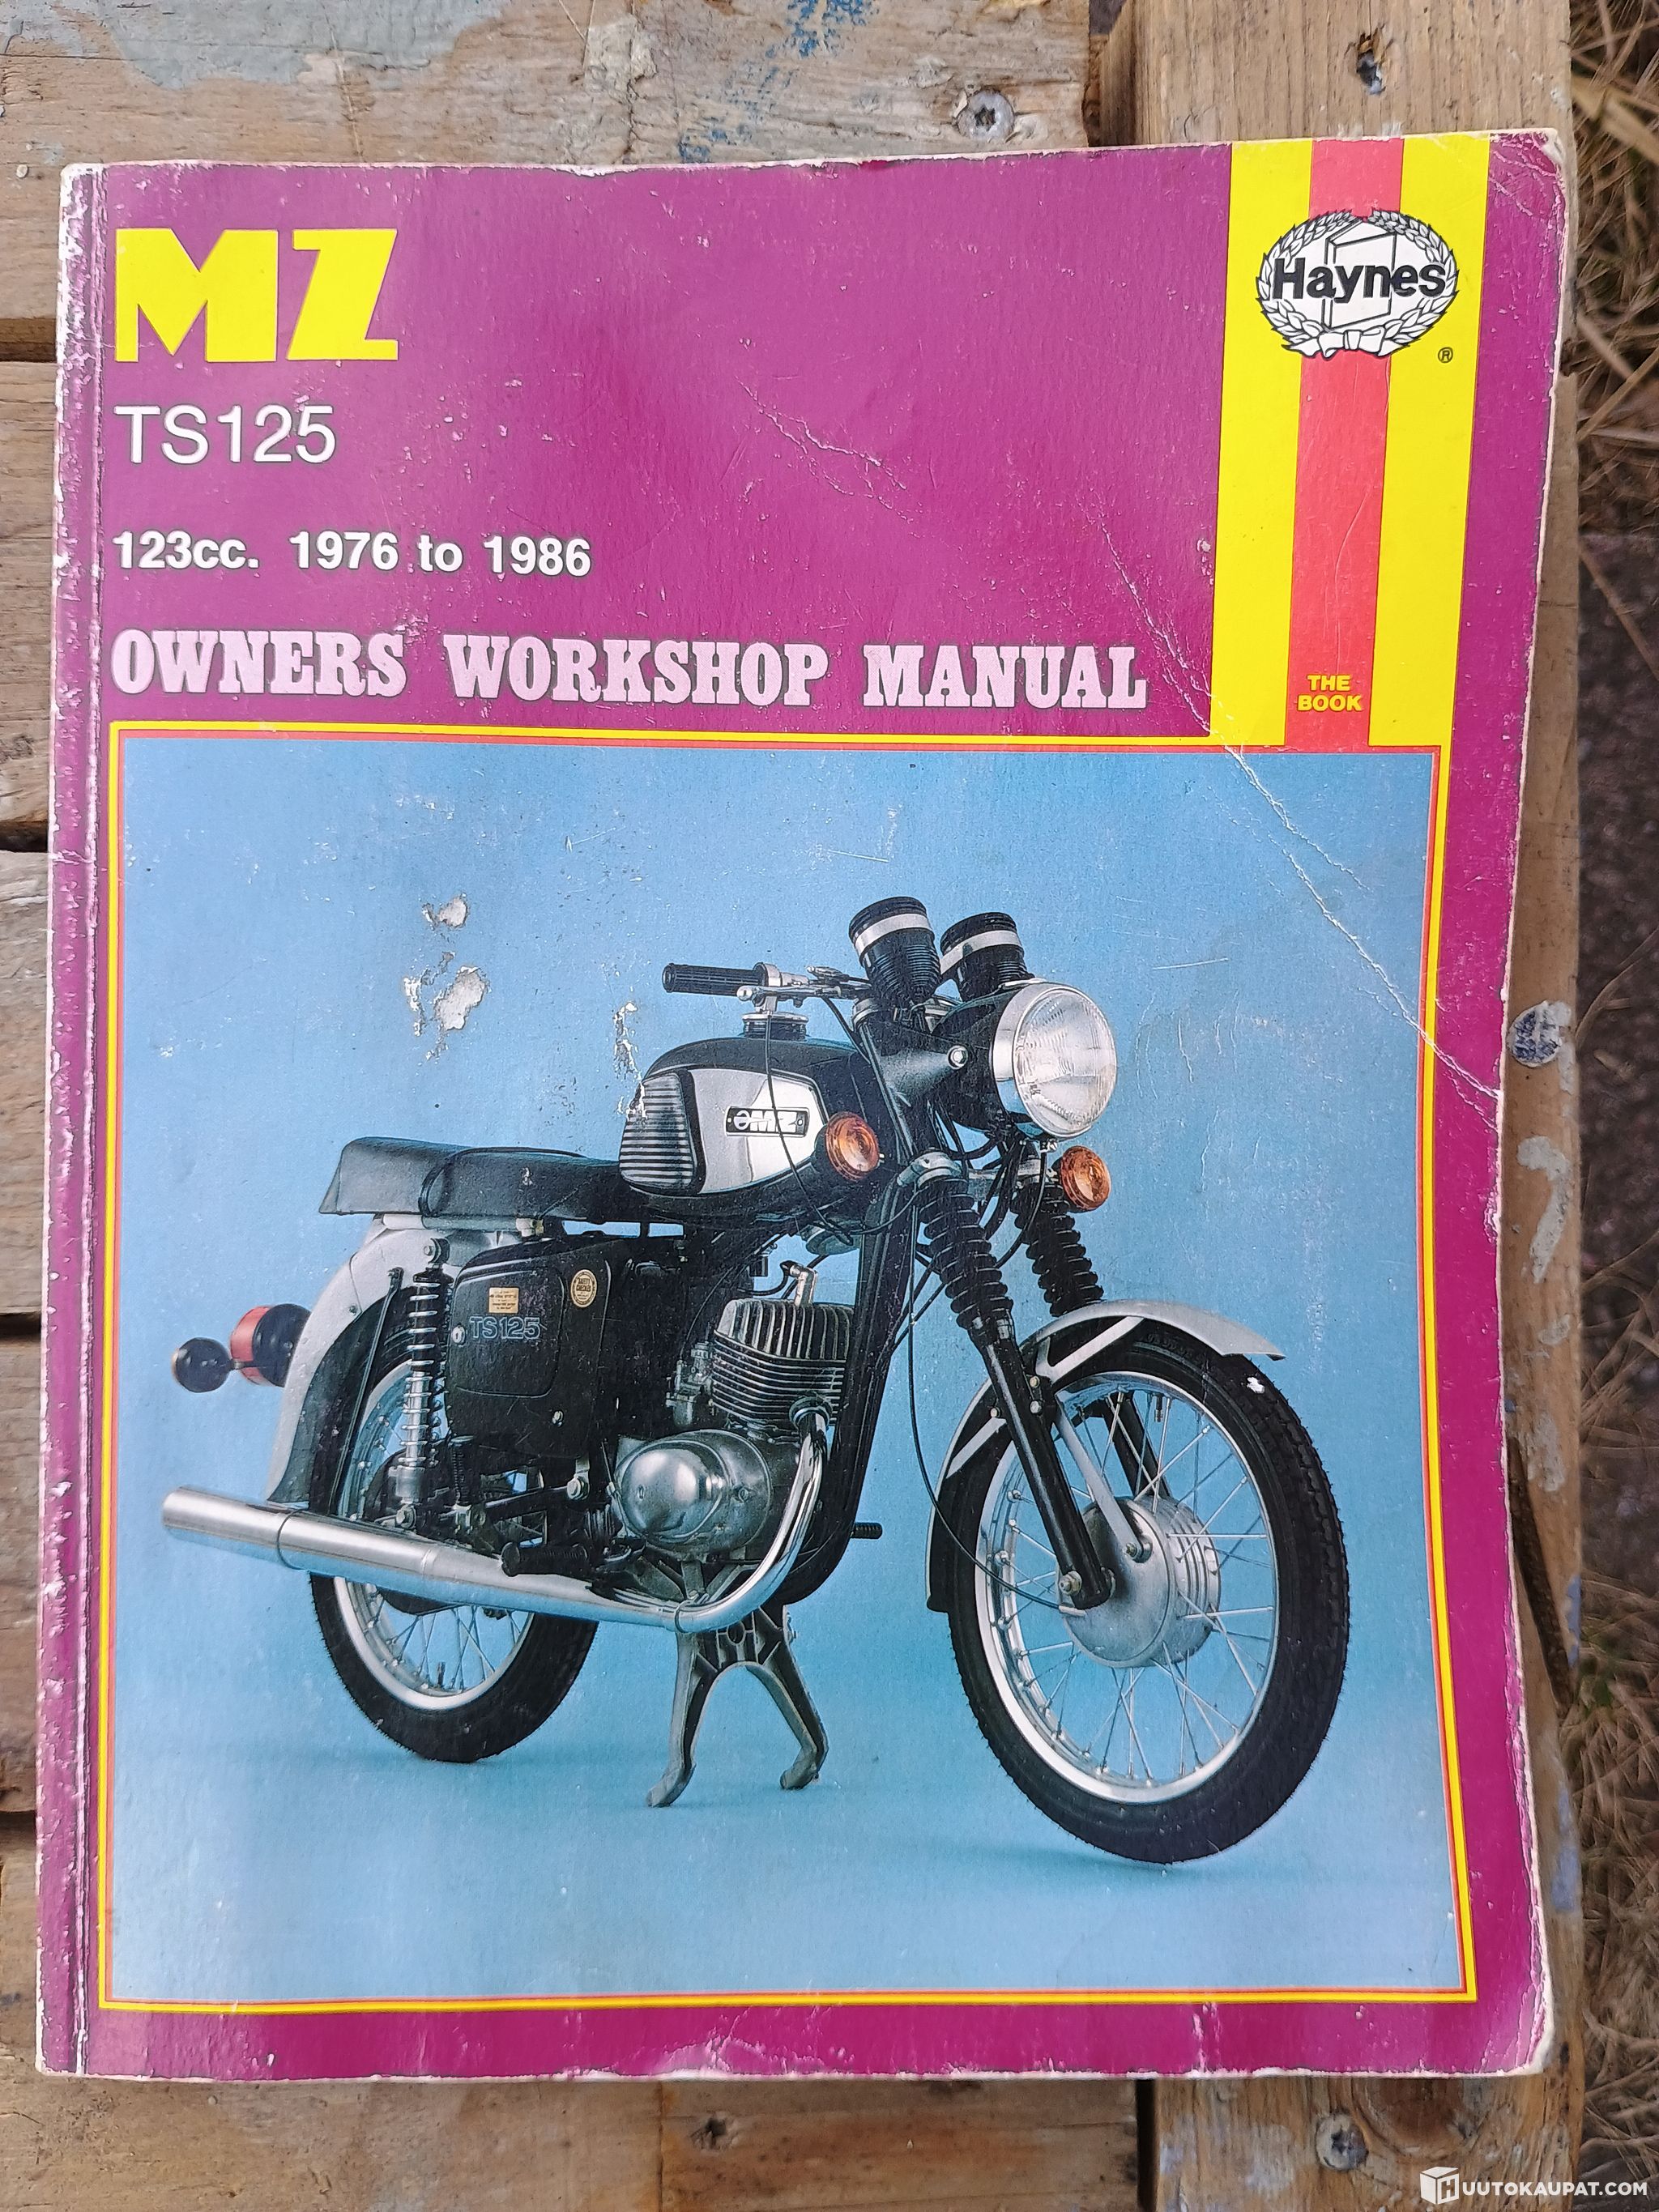 MZ
Haynes
®
TS125
123cc. 1976 to 1986
OWNERS WORKSHOP MANUAL
THE
BOOK
MZ
TS125
HUUTOKAUPAT.COM